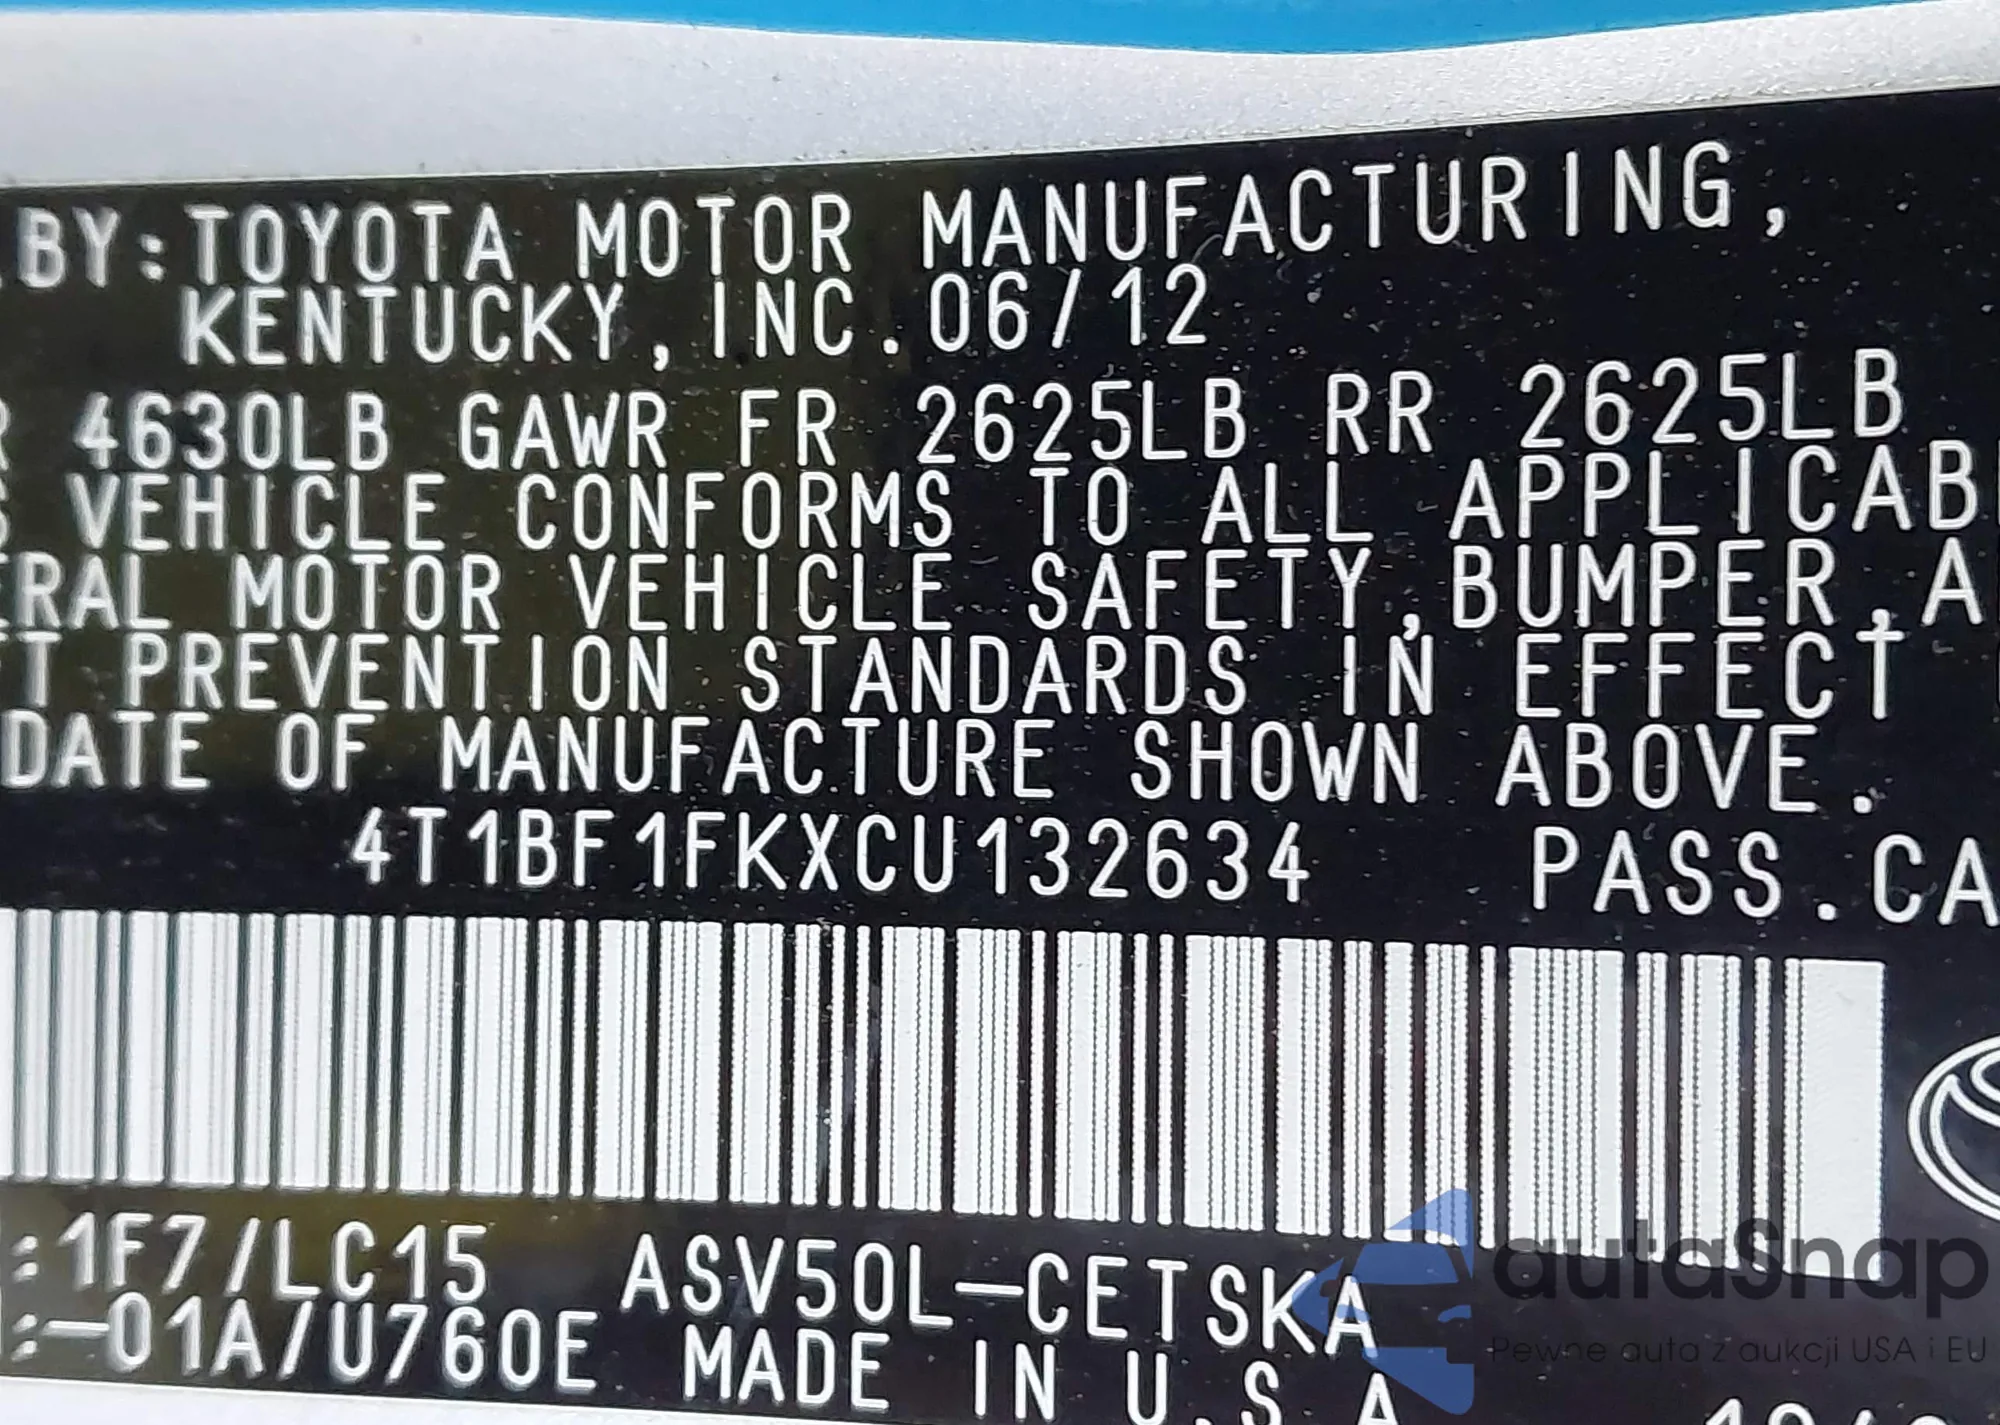 BY:TOYOTA MOTOR MANUFACTURING,
KENTUCKY, INC. 06/12
R 4630LB GAWR FR 2625LB RR 2625LB
S VEHICLE CONFORMS TO ALL APPLICAB
ERAL MOTOR VEHICLE SAFETY,BUMPER,A
T PREVENTION STANDARDS IN EFFECT
DATE OF MANUFACTURE SHOWN ABOVE.
4T1BF1FKXCU132634 PASS.CA
:1F7/LC15 ASV50L-CETSKA
:-01A/U760E MADE IN U.S.A
autoSnap
Pewne auta z aukcji USA i EU